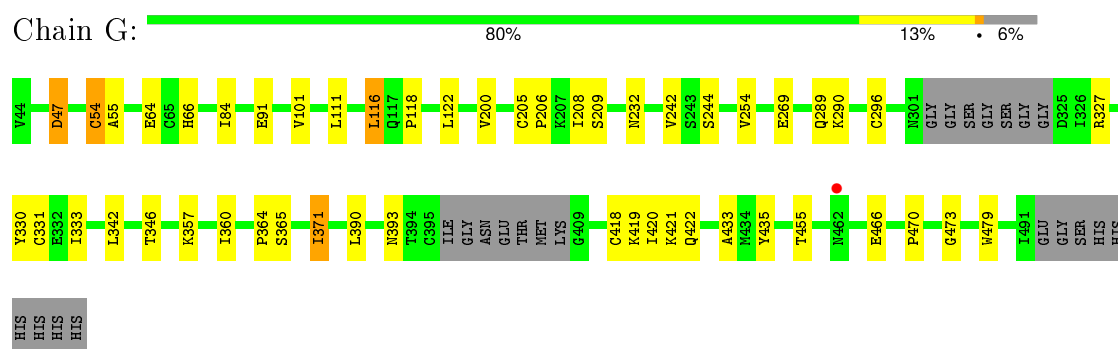 Chain G:
80% 13% • 6%
V44 D47 C54 A55 E64 C65 H66 I84 E91 V101 L111 L116 Q117 P118 L122 V200 C205 P206 K207 I208 S209 N232 V242 S243 S244 V254 E269 Q289 K290 C296 N301 GLY GLY SER GLY SER GLY GLY D325 I326 R327
Y330 C331 E332 I333 L342 T346 K357 I360 P364 S365 I371 L390 N393 T394 C395 ILE GLY ASN GLU THR MET LYS G409 C418 K419 I420 K421 Q422 A433 M434 Y435 T455 N462 E466 P470 G473 W479 I491 GLU GLY SER HIS HIS
HIS HIS HIS HIS